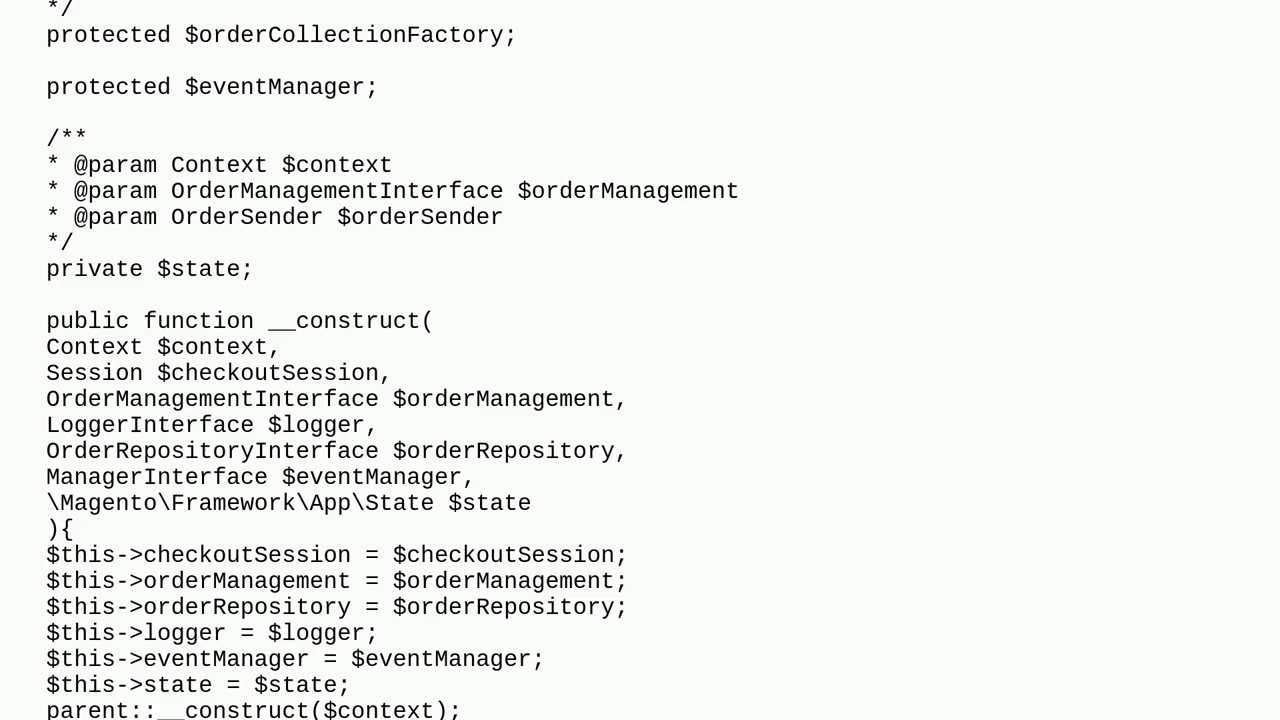 */
protected $orderCollectionFactory;
protected $eventManager;
/**
* @param Context $context
* @param OrderManagementInterface $orderManagement
* @param OrderSender $orderSender
*/
private $state;
public function __construct(
Context $context,
Session $checkoutSession,
OrderManagementInterface $orderManagement,
LoggerInterface $logger,
OrderRepositoryInterface $orderRepository,
ManagerInterface $eventManager,
\Magento\Framework\App\State $state
){
$this->checkoutSession = $checkoutSession;
$this->orderManagement = $orderManagement;
$this->orderRepository = $orderRepository;
$this->logger = $logger;
$this->eventManager = $eventManager;
$this->state = $state;
parent::__construct($context);